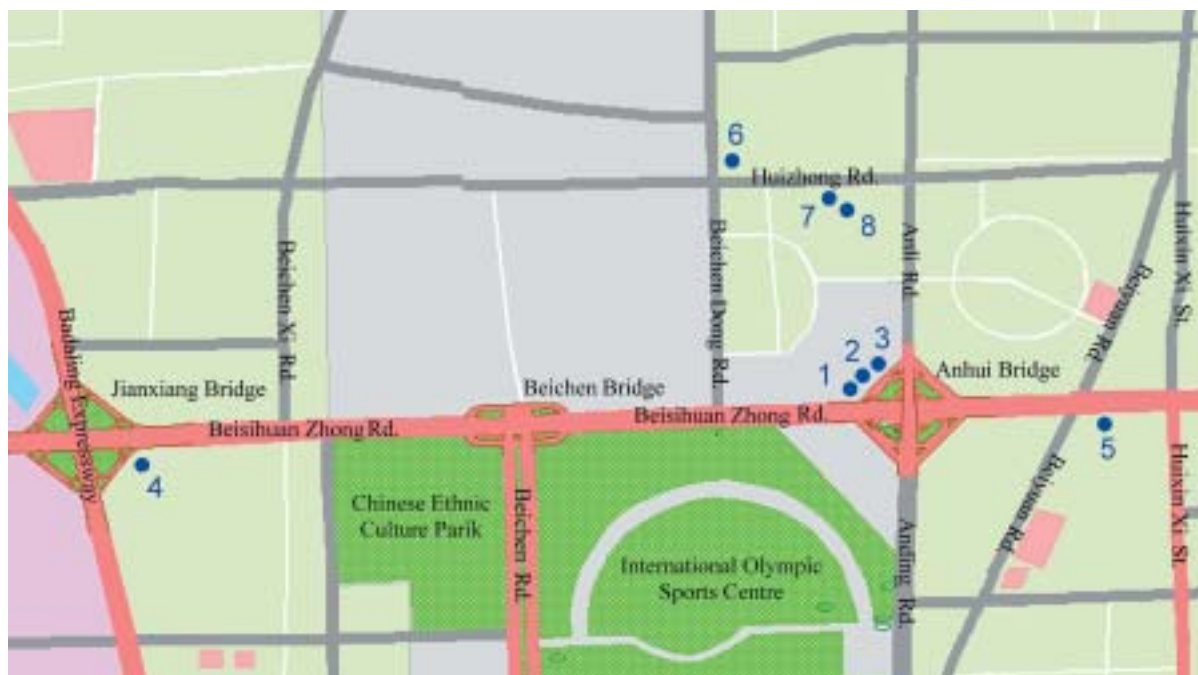 6
Huizhong Rd.
7
8
Huixin Xi St.
Beichen Xi Rd.
Beichen Dong Rd.
Anli Rd.
Beiyuan Rd.
Badaling Expressway
Jianxiang Bridge
Beichen Bridge
1
2
3
Anhui Bridge
Beisihuan Zhong Rd.
Beisihuan Zhong Rd.
4
5
Chinese Ethnic
Culture Parik
Beichen Rd.
International Olympic
Sports Centre
Anding Rd.
Beiyuan Rd.
Huixin Xi St.